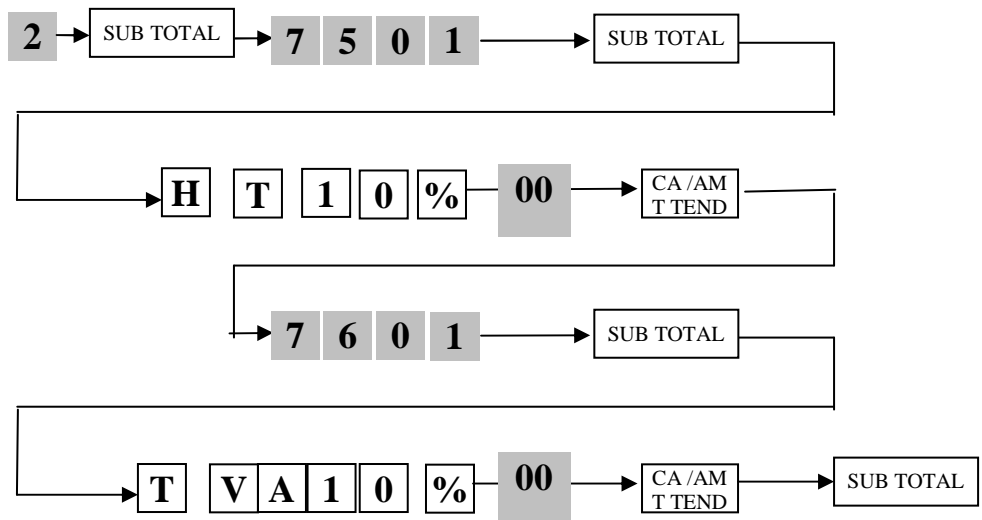 2 SUB TOTAL 7 5 0 1 SUB TOTAL
H T 1 0 % 00 CA /AM
T TEND
7 6 0 1 SUB TOTAL
T V A 1 0 % 00 CA /AM
T TEND SUB TOTAL